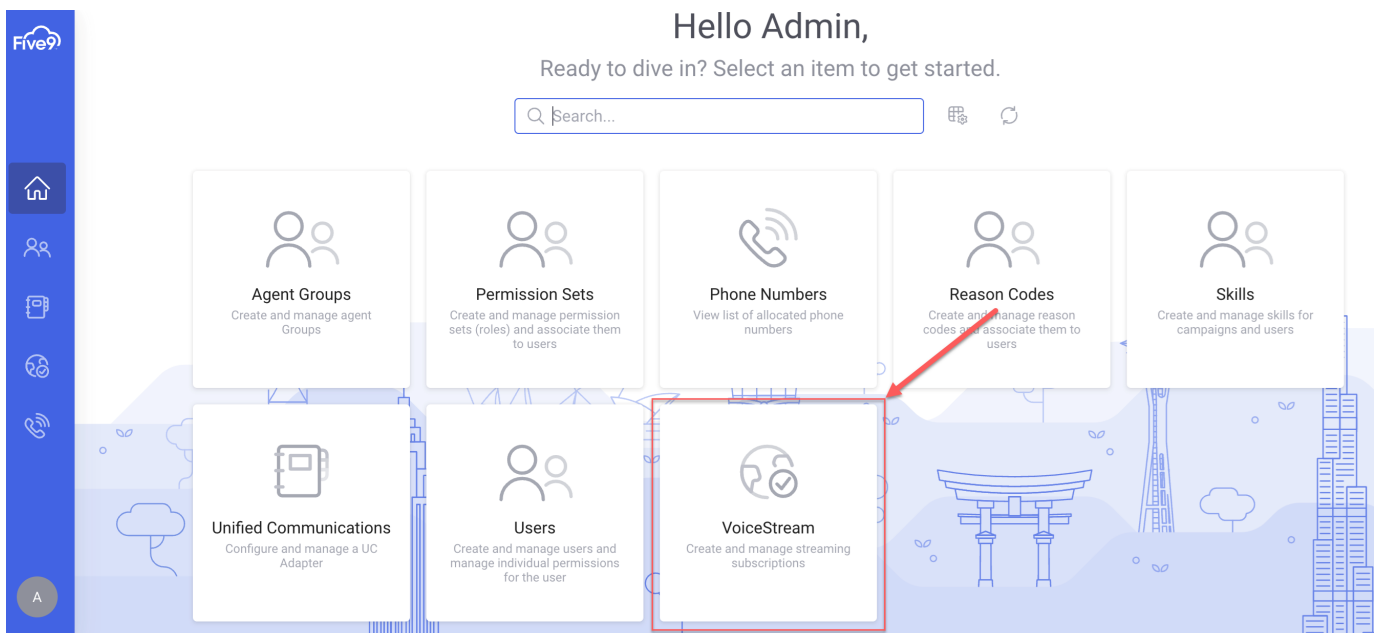 Five9
Hello Admin,
Ready to dive in? Select an item to get started.
Search...
Agent Groups
Create and manage agent
Groups
Permission Sets
Create and manage permission
sets (roles) and associate them
to users
Phone Numbers
View list of allocated phone
numbers
Reason Codes
Create and manage reason
codes and associate them to
users
Skills
Create and manage skills for
campaigns and users
Unified Communications
Configure and manage a UC
Adapter
Users
Create and manage users and
manage individual permissions
for the user
VoiceStream
Create and manage streaming
subscriptions
A